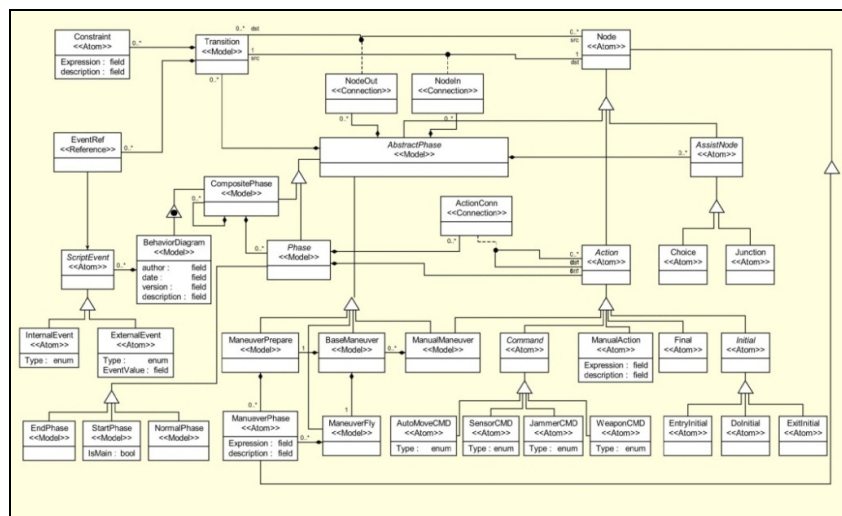 Constraint
<<Atom>>
Expression : field
description : field
0..*
Transition
<<Model>>
0..* dst
1
src
0..*
0..*
src
1
dst
Node
<<Atom>>
NodeOut
<<Connection>>
NodeIn
<<Connection>>
0..*
0..*
EventRef
<<Reference>>
0..*
AbstractPhase
<<Model>>
0..*
AssistNode
<<Atom>>
CompositePhase
<<Model>>
0..*
ActionConn
<<Connection>>
0..*
ScriptEvent
<<Atom>>
0..*
BehaviorDiagram
<<Model>>
author : field
date : field
version : field
description : field
0..*
Phase
<<Model>>
0..*
0..*
Action
<<Atom>>
Choice
<<Atom>>
Junction
<<Atom>>
InternalEvent
<<Atom>>
Type : enum
ExternalEvent
<<Atom>>
Type : enum
EventValue : field
ManeuverPrepare
<<Model>>
1
BaseManuver
<<Model>>
0..*
ManualManuver
<<Model>>
Command
<<Atom>>
ManualAction
<<Atom>>
Expression : field
description : field
Final
<<Atom>>
Initial
<<Atom>>
0..*
1
EndPhase
<<Model>>
StartPhase
<<Model>>
IsMain : bool
NormalPhase
<<Model>>
ManueverPhase
<<Atom>>
Expression : field
description : field
0..*
ManeuverFly
<<Model>>
AutoMoveCMD
<<Atom>>
Type : enum
SensorCMD
<<Atom>>
Type : enum
JammerCMD
<<Atom>>
Type : enum
WeaponCMD
<<Atom>>
Type : enum
EntryInitial
<<Atom>>
DoInitial
<<Atom>>
ExitInitial
<<Atom>>